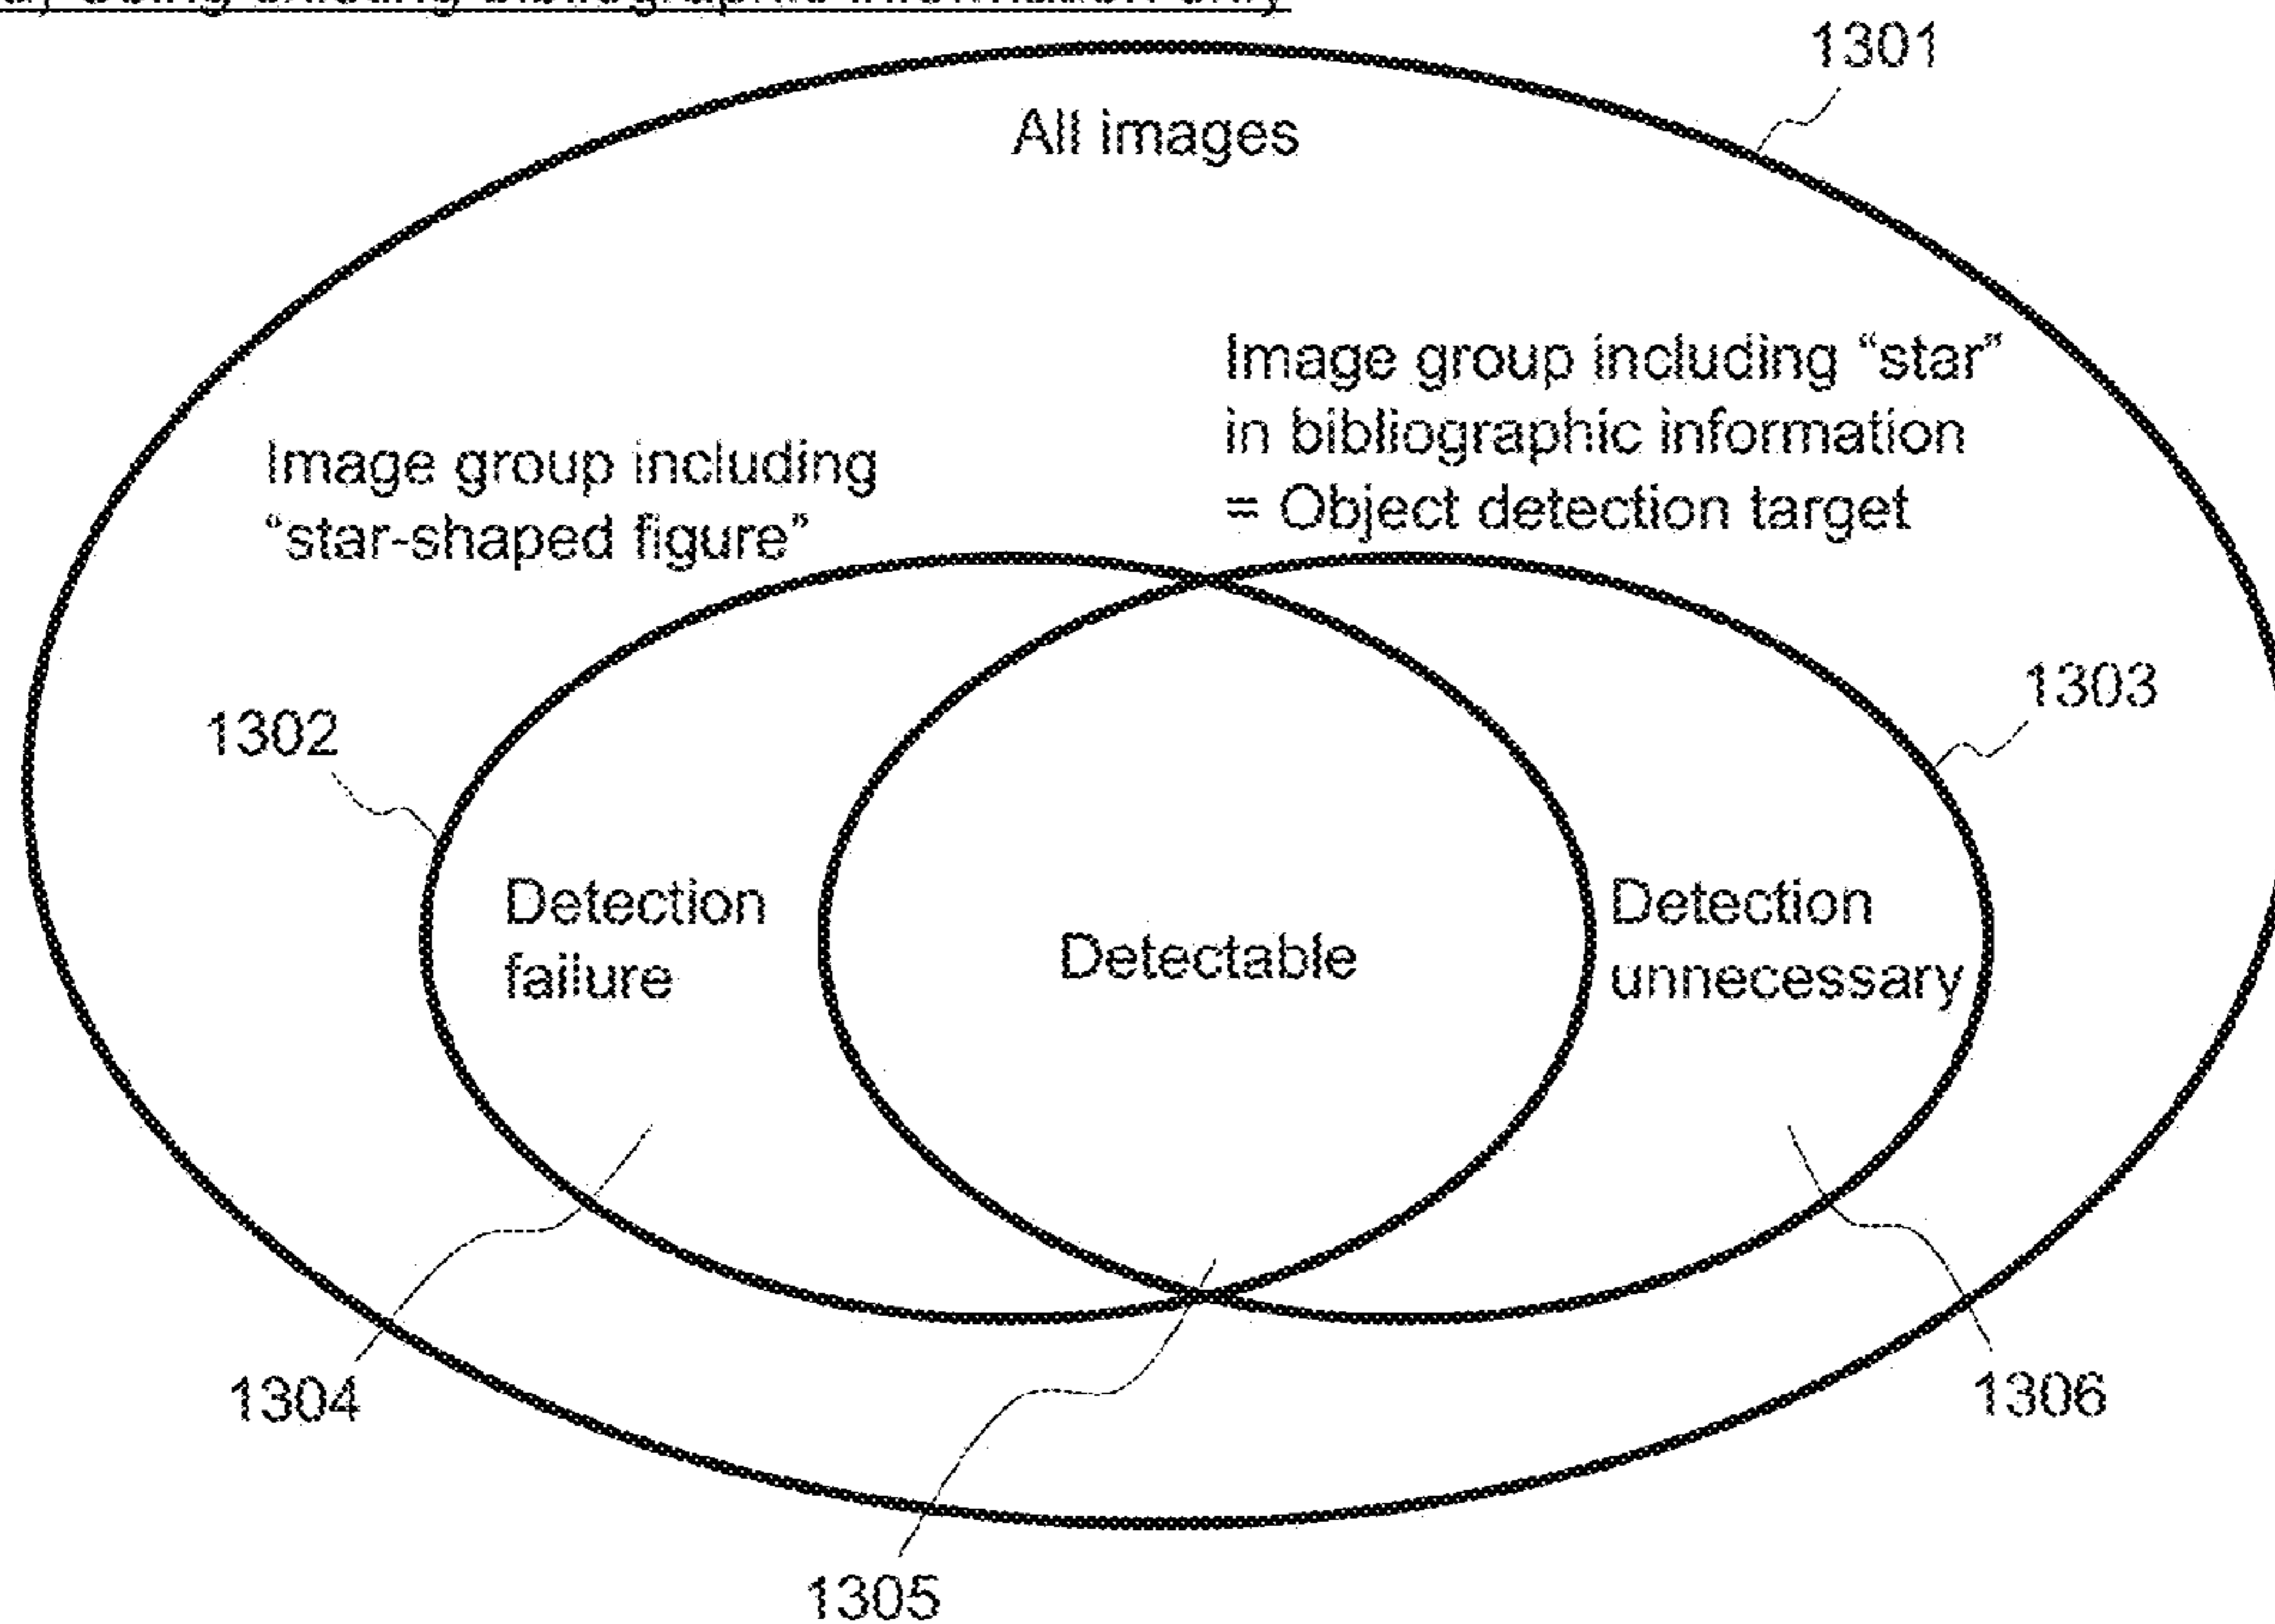 1301
All images
Image group including "star"
in bibliographic information
= Object detection target
Image group including
"star-shaped figure"
1303
1302
Detection
failure
Detectable
Detection
unnecessary
1304
1306
1305